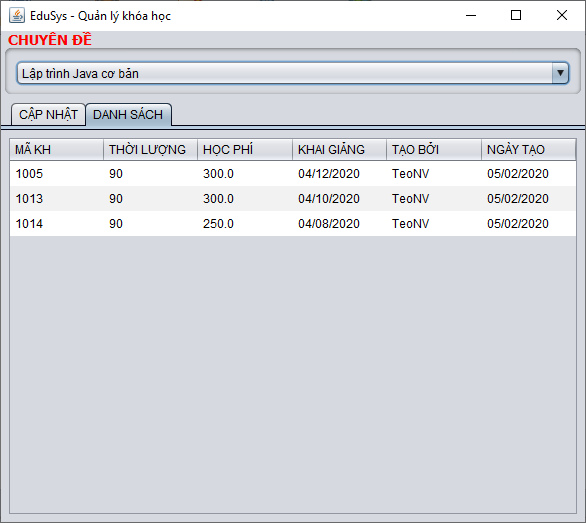 EduSys - Quản lý khóa học
CHUYÊN ĐỀ
Lập trình Java cơ bản
CẬP NHẬT DANH SÁCH
MÃ KH THỜI LƯỢNG HỌC PHÍ KHAI GIẢNG TẠO BỞI NGÀY TẠO
1005 90 300.0 04/12/2020 TeoNV 05/02/2020
1013 90 300.0 04/10/2020 TeoNV 05/02/2020
1014 90 250.0 04/08/2020 TeoNV 05/02/2020